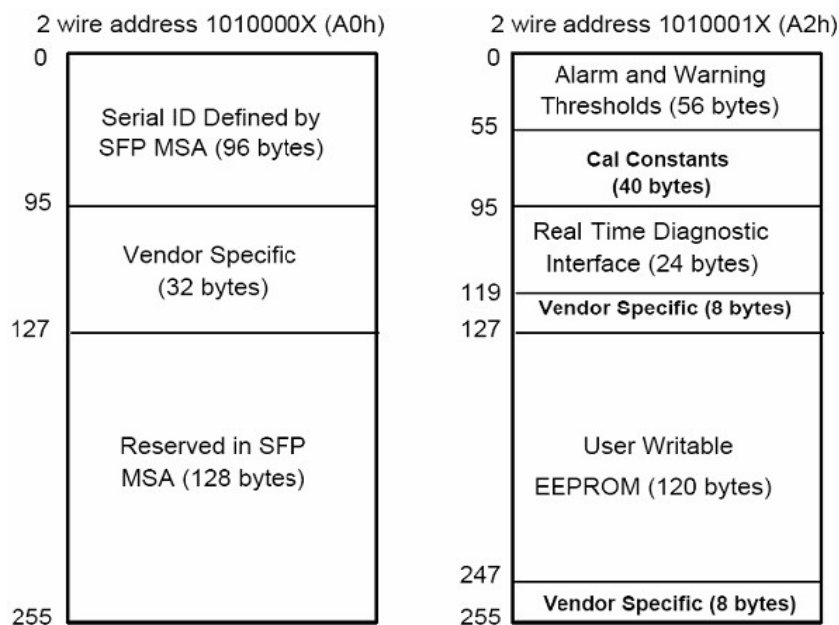 2 wire address 1010000X (A0h)
0
Serial ID Defined by
SFP MSA (96 bytes)
95
Vendor Specific
(32 bytes)
127
Reserved in SFP
MSA (128 bytes)
255
2 wire address 1010001X (A2h)
0
Alarm and Warning
Thresholds (56 bytes)
55
Cal Constants
(40 bytes)
95
Real Time Diagnostic
Interface (24 bytes)
119
Vendor Specific (8 bytes)
127
User Writable
EEPROM (120 bytes)
247
Vendor Specific (8 bytes)
255